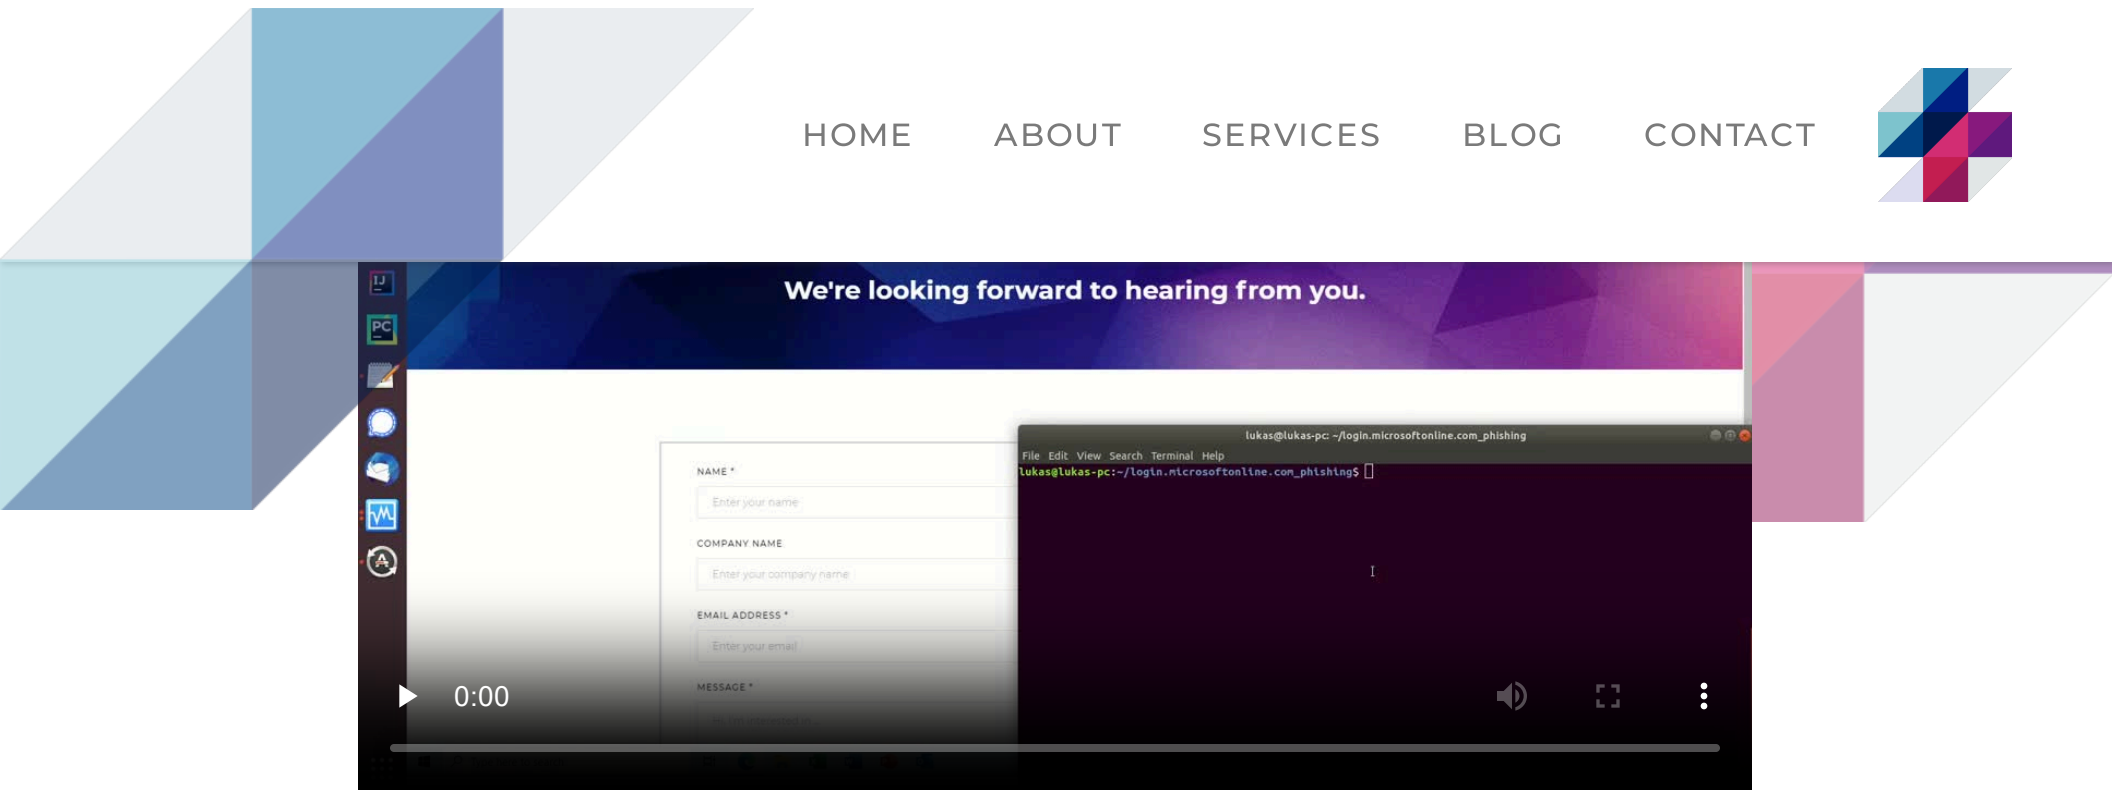 HOME ABOUT SERVICES BLOG CONTACT
We're looking forward to hearing from you.
IJ
PC
lukas@lukas-pc: ~/login.microsoftonline.com_phishing
File Edit View Search Terminal Help
lukas@lukas-pc:~/login.microsoftonline.com_phishing$
NAME *
Enter your name
COMPANY NAME
Enter your company name
EMAIL ADDRESS *
Enter your email
MESSAGE *
0:00